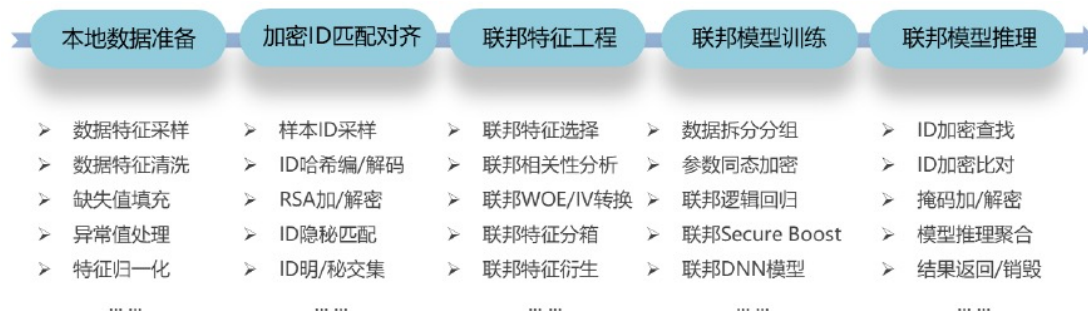 本地数据准备
加密ID匹配对齐
联邦特征工程
联邦模型训练
联邦模型推理
数据特征采样
数据特征清洗
缺失值填充
异常值处理
特征归一化
... ...
样本ID采样
ID哈希编/解码
RSA加/解密
ID隐秘匹配
ID明/秘交集
... ...
联邦特征选择
联邦相关性分析
联邦WOE/IV转换
联邦特征分箱
联邦特征衍生
... ...
数据拆分分组
参数同态加密
联邦逻辑回归
联邦Secure Boost
联邦DNN模型
... ...
ID加密查找
ID加密比对
掩码加/解密
模型推理聚合
结果返回/销毁
... ...